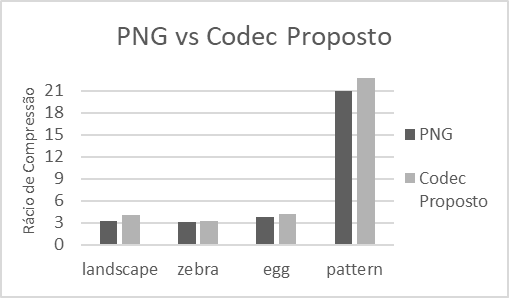 PNG vs Codec Proposto
Rácio de Compressão
21
18
15
12
9
6
3
0
landscape zebra egg pattern
PNG
Codec
Proposto